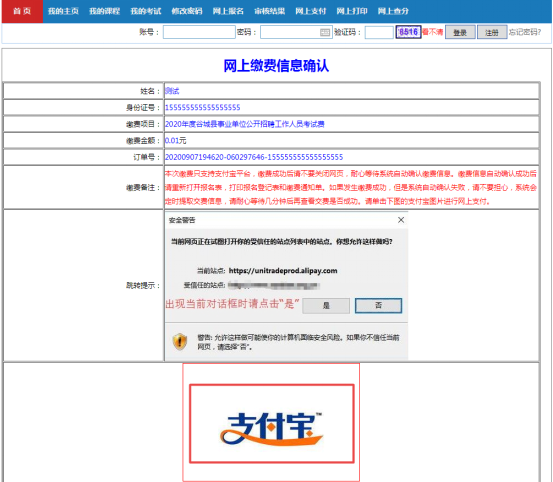 首 页 我的主页 我的课程 我的考试 修改密码 网上报名 审核结果 网上支付 网上打印 网上查分
账号： 密码： 验证码： 8516 看不清 登录 注册 忘记密码?
网上缴费信息确认
姓名： 测试
身份证号： 155555555555555555
缴费项目： 2020年度谷城县事业单位公开招聘工作人员考试费
缴费金额： 0.01元
订单号： 20200907194620-060297646-155555555555555555
缴费备注： 本次缴费只支持支付宝平台，缴费成功后请不要关闭网页，耐心等待系统自动确认缴费信息。缴费信息自动确认成功后
请重新打开报名表，打印报名登记表和缴费通知单。如果发生缴费成功，但是系统自动确认失败，请不要担心，系统会
定时提取交费信息，请耐心等待几分钟后再查看交费是否成功。请单击下面的支付宝图片进行网上支付。
跳转提示：
安全警告
当前网页正在试图打开你的受信任的站点列表中的站点。你想允许这样做吗?
当前站点: https://unitradeprod.alipay.com
受信任的站点:
出现当前对话框时请点击“是” 是 否
警告: 允许这样做可能使你的计算机面临安全风险。如果你不信任当前
网页，请选择“否”。
支付宝™